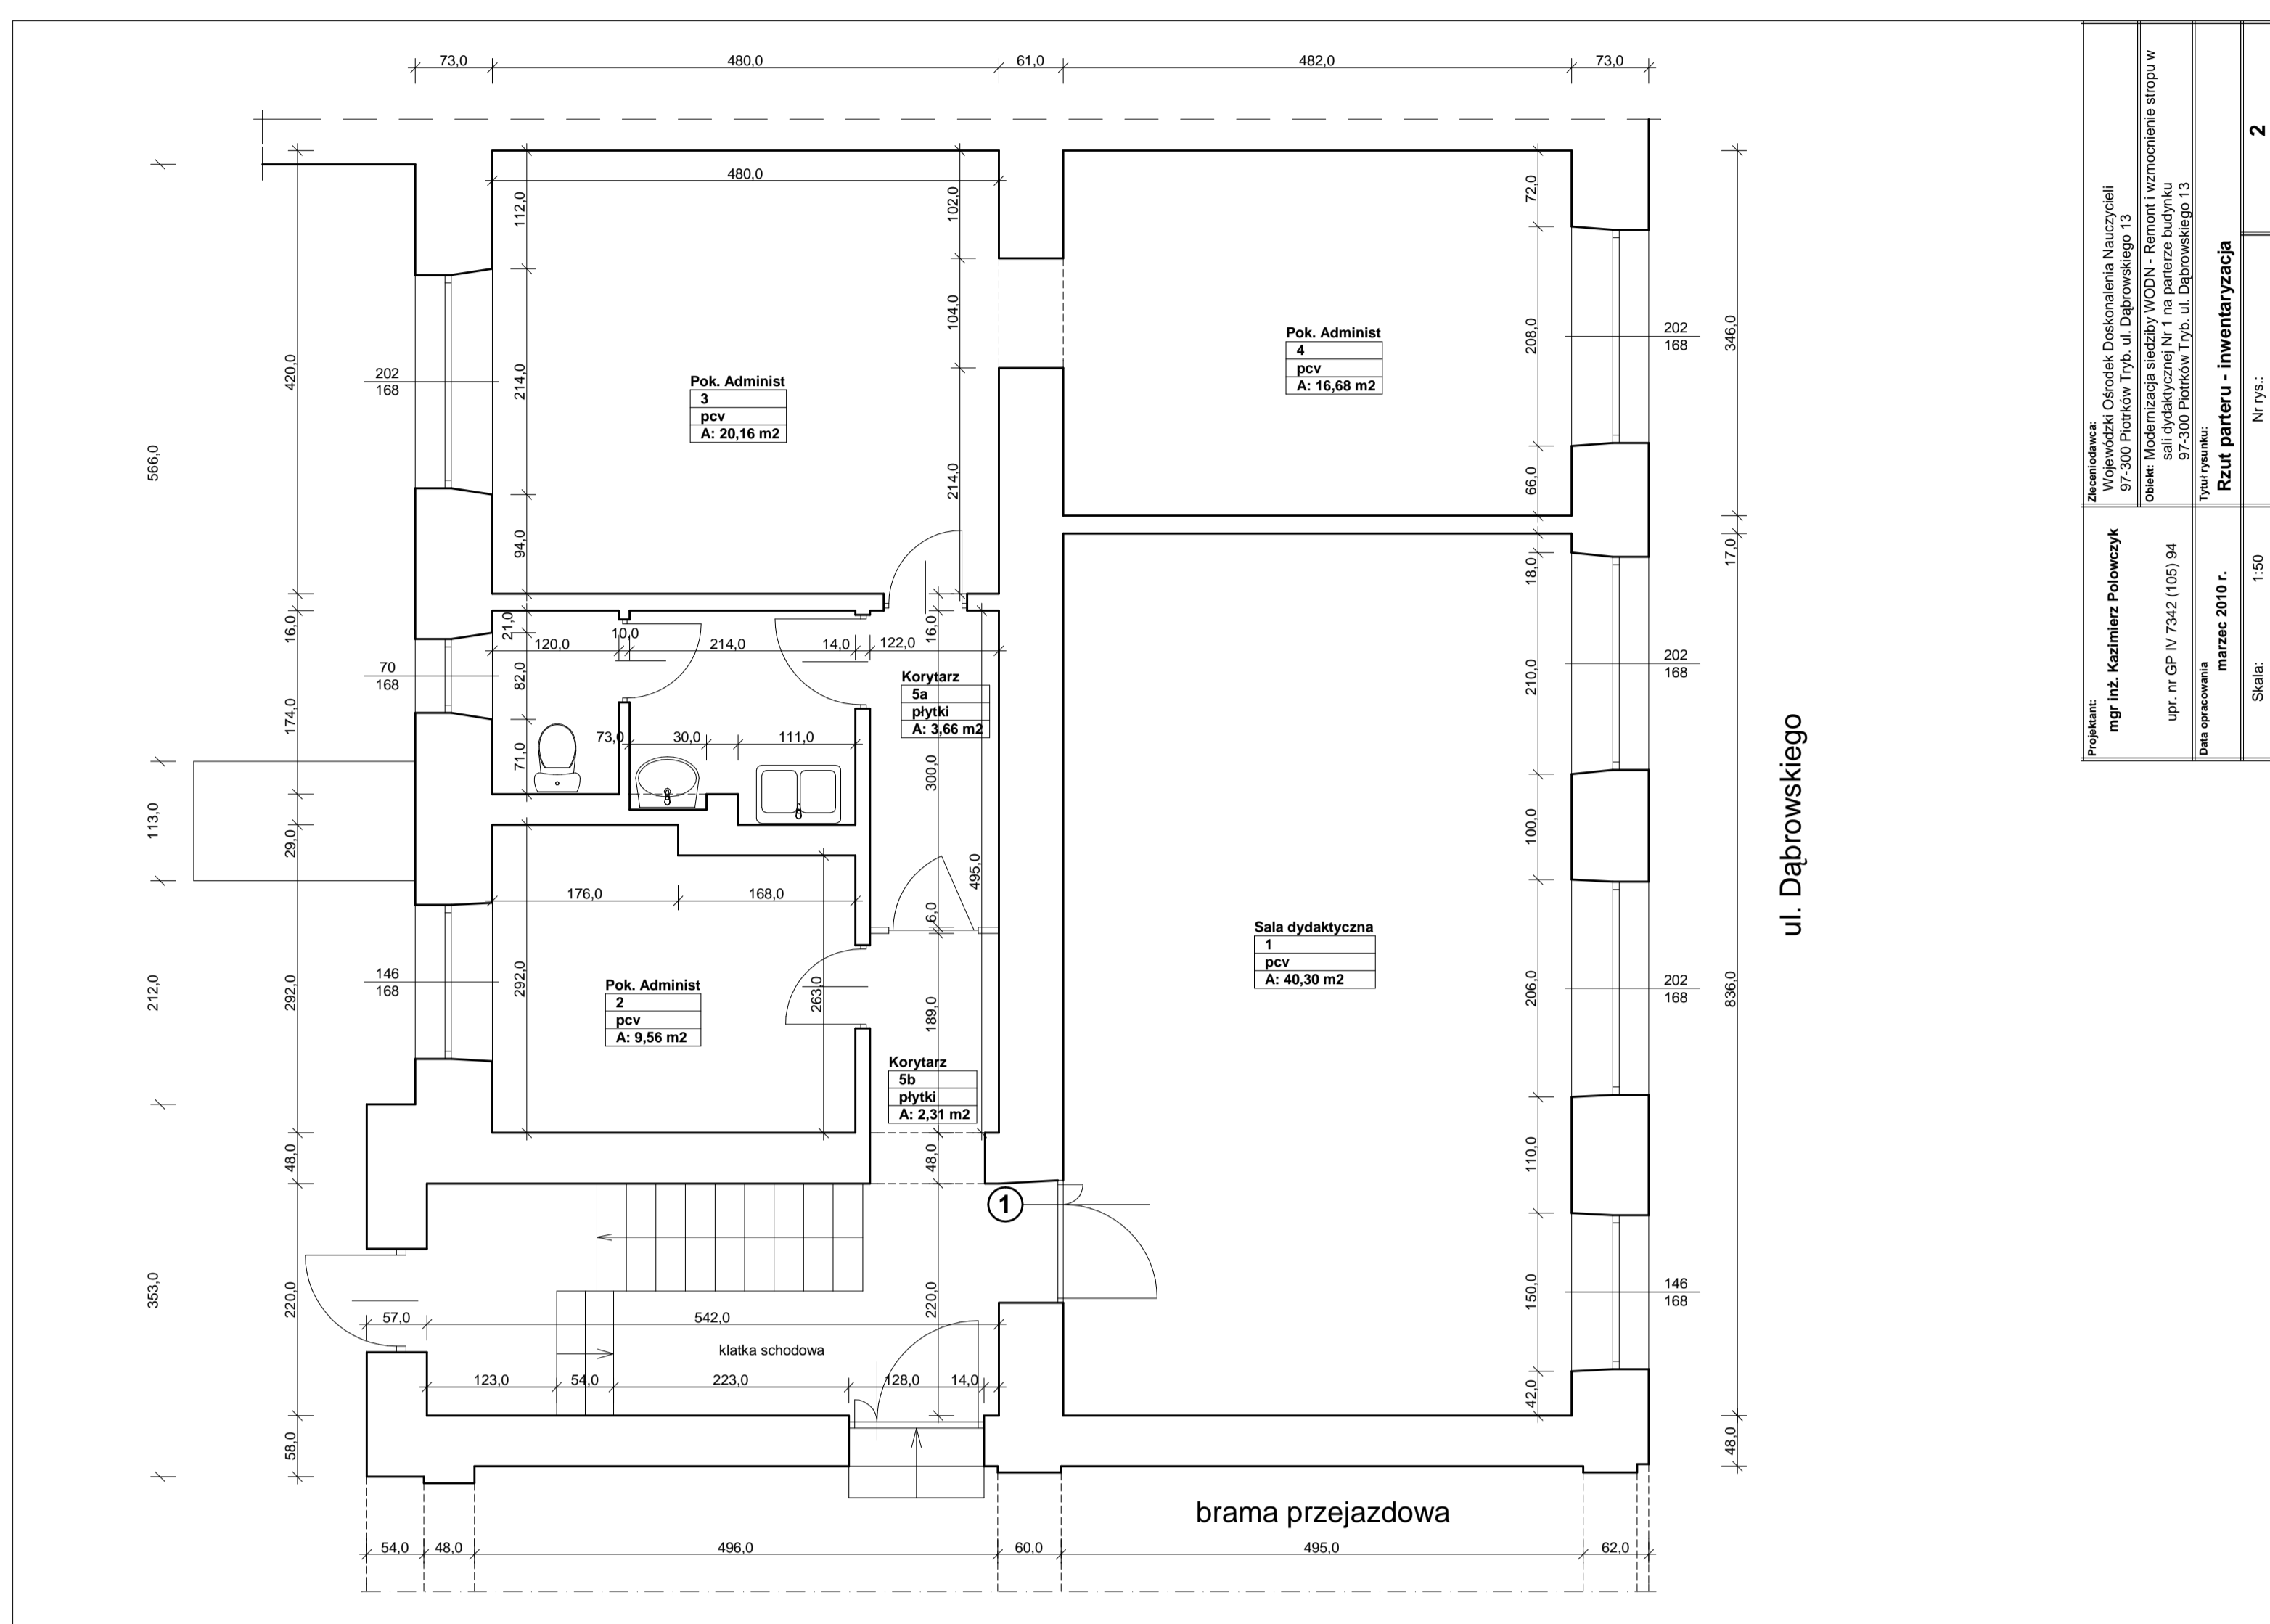 73,0
480,0
61,0
482,0
73,0
480,0
112,0
214,0
94,0
102,0
104,0
214,0
72,0
208,0
66,0
566,0
113,0
212,0
353,0
420,0
16,0
174,0
29,0
292,0
48,0
220,0
58,0
202
168
70
168
146
168
Pok. Administ
3
pcv
A: 20,16 m2
Pok. Administ
4
pcv
A: 16,68 m2
202
168
346,0
17,0
836,0
48,0
21,0
82,0
71,0
120,0
10,0
214,0
14,0
122,0
16,0
300,0
6,0
189,0
48,0
220,0
495,0
73,0
30,0
111,0
Korytarz
5a
płytki
A: 3,66 m2
176,0
168,0
292,0
263,0
Pok. Administ
2
pcv
A: 9,56 m2
Korytarz
5b
płytki
A: 2,31 m2
Sala dydaktyczna
1
pcv
A: 40,30 m2
18,0
210,0
100,0
206,0
110,0
150,0
42,0
202
168
202
168
146
168
1
57,0
542,0
klatka schodowa
123,0
54,0
223,0
128,0
14,0
brama przejazdowa
54,0
48,0
496,0
60,0
495,0
62,0
ul. Dąbrowskiego
Zleceniodawca:
Wojewódzki Ośrodek Doskonalenia Nauczycieli
97-300 Piotrków Tryb. ul. Dąbrowskiego 13
Obiekt: Modernizacja siedziby WODN - Remont i wzmocnienie stropu w
sali dydaktycznej Nr 1 na parterze budynku
97-300 Piotrków Tryb. ul. Dąbrowskiego 13
Tytuł rysunku:
Rzut parteru - inwentaryzacja
Nr rys.:
2
Projektant:
mgr inż. Kazimierz Polowczyk
upr. nr GP IV 7342 (105) 94
Data opracowania
marzec 2010 r.
Skala:
1:50